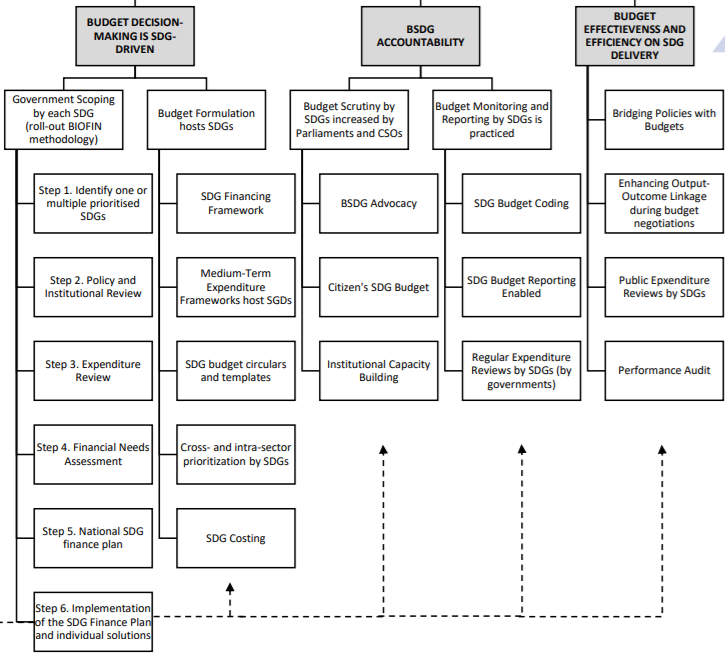 BUDGET DECISION-
MAKING IS SDG-
DRIVEN
BSDG
ACCOUNTABILITY
BUDGET
EFFECTIEVENSS AND
EFFICIENCY ON SDG
DELIVERY
Government Scoping
by each SDG
(roll-out BIOFIN
methodology)
Budget Formulation
hosts SDGs
Budget Scrutiny by
SDGs increased by
Parliaments and CSOs
Budget Monitoring and
Reporting by SDGs is
practiced
Bridging Policies with
Budgets
Step 1. Identify one or
multiple prioritised
SDGs
SDG Financing
Framework
BSDG Advocacy
SDG Budget Coding
Enhancing Output-
Outcome Linkage
during budget
negotiations
Step 2. Policy and
Institutional Review
Medium-Term
Expenditure
Frameworks host SGDs
Citizen's SDG Budget
SDG Budget Reporting
Enabled
Public Epxenditure
Reviews by SDGs
Step 3. Expenditure
Review
SDG budget circulars
and templates
Institutional Capacity
Building
Regular Expenditure
Reviews by SDGs (by
governments)
Performance Audit
Step 4. Financial Needs
Assessment
Cross- and intra-sector
prioritization by SDGs
Step 5. National SDG
finance plan
SDG Costing
Step 6. Implementation
of the SDG Finance Plan
and individual solutions